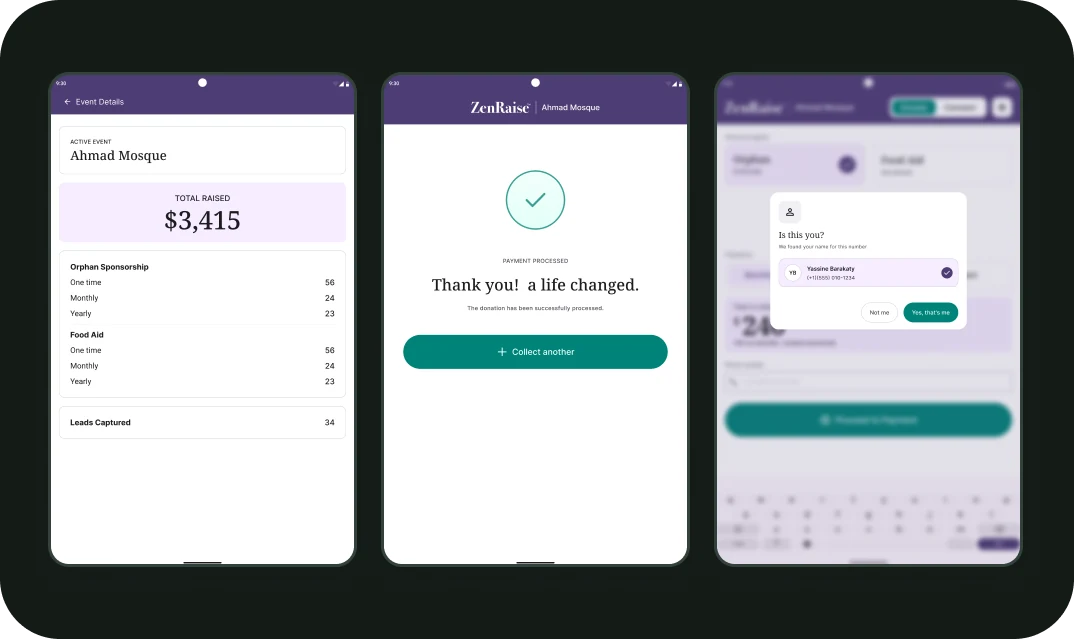 9:30
Event Details
ACTIVE EVENT
Ahmad Mosque
TOTAL RAISED
$3,415
Orphan Sponsorship
One time 56
Monthly 24
Yearly 23
Food Aid
One time 56
Monthly 24
Yearly 23
Leads Captured 34
9:30
ZenRaise™ | Ahmad Mosque
PAYMENT PROCESSED
Thank you! a life changed.
The donation has been successfully processed.
+ Collect another
ZenRaise Ahmad Mosque
Orphan
Food Aid
Is this you?
We found your name for this number
YB
Yassine Barakaty
(+1)(555) 010-1234
Not me
Yes, that's me
$
Proceed to Payment